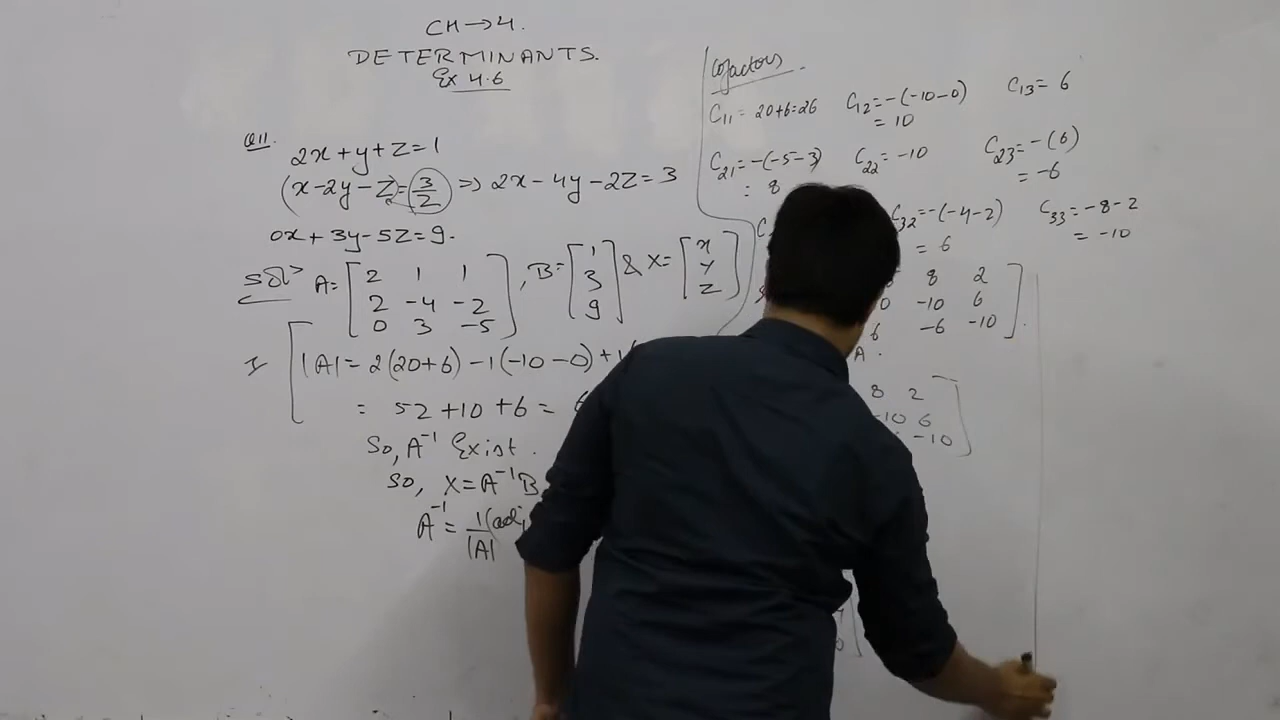 CH→4.
DETERMINANTS.
Ex 4.6
Q11.
2x+y+z=1
(x-2y-z)=3/2 ⇒ 2x-4y-2z=3
0x+3y-5z=9.
Sol> A=[2 1 1
2 -4 -2
0 3 -5], B=[1
3
9] & X=[x
y
z]
|A|= 2(20+6) -1(-10-0)+1(
= 52+10+6=
So, A⁻¹ Exist.
So, X=A⁻¹B
A⁻¹= 1/|A| (adj
Cofactors
C11= 20+6=26 C12=-(-10-0) C13= 6
= 10
C21=-(-5-3) C22= -10 C23=-(6)
= 8 = -6
C32=-(-4-2) C33=-8-2
= 6 = -10
8 2
-10 6
6 -6 -10].
A.
8 2
-10 6
-10]